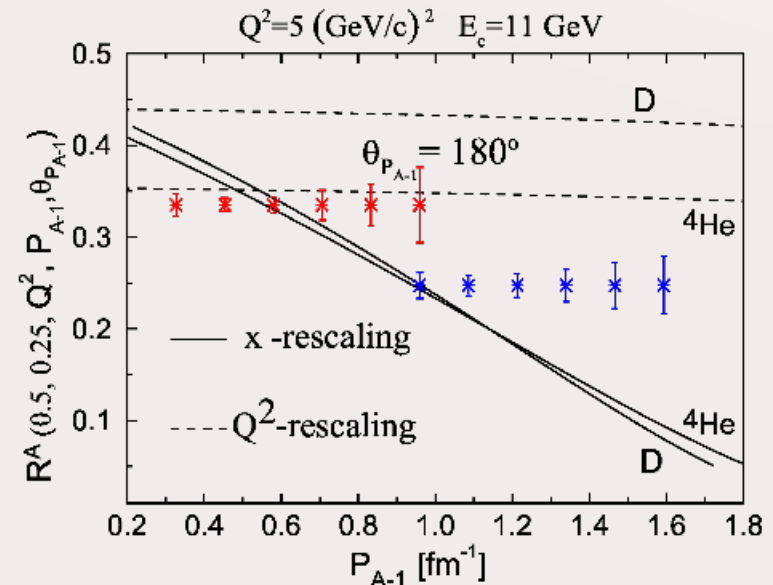 Q²=5 (GeV/c)² E_c=11 GeV
0.5
D
0.4
θ_{P_{A-1}} = 180°
⁴He
0.3
0.2
x -rescaling
0.1
Q²-rescaling
⁴He
D
R^A (0.5, 0.25, Q², P_{A-1}, θ_{P_{A-1}})
0.2 0.4 0.6 0.8 1.0 1.2 1.4 1.6 1.8
P_{A-1} [fm⁻¹]